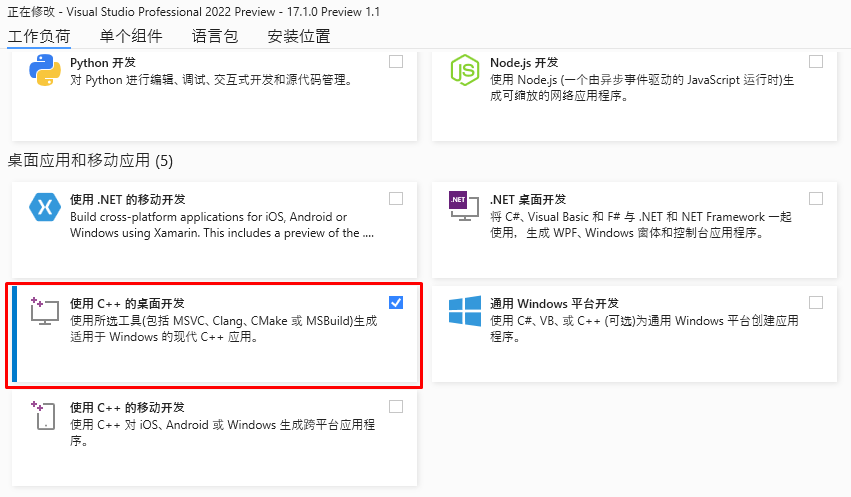 正在修改 - Visual Studio Professional 2022 Preview - 17.1.0 Preview 1.1
工作负荷 单个组件 语言包 安装位置
Python 开发
对 Python 进行编辑、调试、交互式开发和源代码管理。
Node.js 开发
使用 Node.js (一个由异步事件驱动的 JavaScript 运行时)生
成可缩放的网络应用程序。
桌面应用和移动应用 (5)
使用 .NET 的移动开发
Build cross-platform applications for iOS, Android or
Windows using Xamarin. This includes a preview of the ....
.NET
.NET 桌面开发
将 C#、Visual Basic 和 F# 与 .NET 和 NET Framework 一起
使用，生成 WPF、Windows 窗体和控制台应用程序。
使用 C++ 的桌面开发
使用所选工具(包括 MSVC、Clang、CMake 或 MSBuild)生成
适用于 Windows 的现代 C++ 应用。
通用 Windows 平台开发
使用 C#、VB、或 C++ (可选)为通用 Windows 平台创建应用
程序。
使用 C++ 的移动开发
使用 C++ 对 iOS、Android 或 Windows 生成跨平台应用程
序。